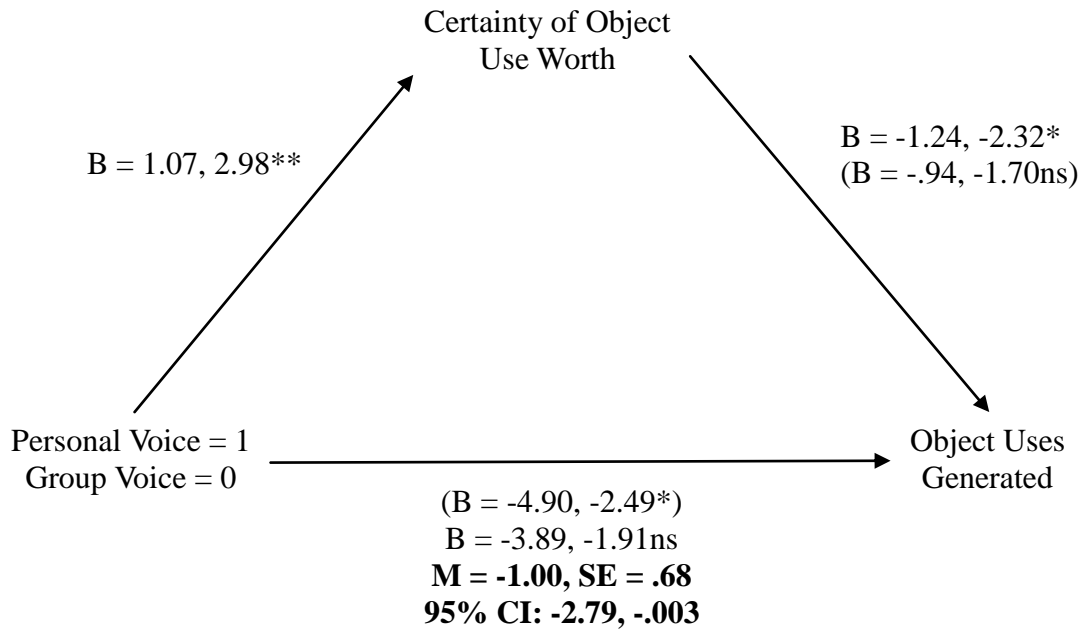 Certainty of Object
Use Worth
B = 1.07, 2.98**
B = -1.24, -2.32*
(B = -.94, -1.70ns)
Personal Voice = 1
Group Voice = 0
Object Uses
Generated
(B = -4.90, -2.49*)
B = -3.89, -1.91ns
M = -1.00, SE = .68
95% CI: -2.79, -.003